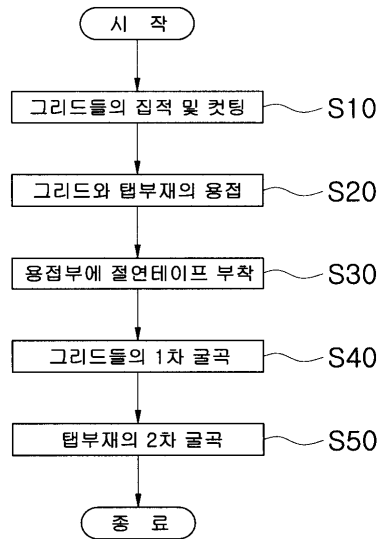 시 작
그리드들의 집적 및 컷팅 S10
그리드와 탭부재의 용접 S20
용접부에 절연테이프 부착 S30
그리드들의 1차 굴곡 S40
탭부재의 2차 굴곡 S50
종 료